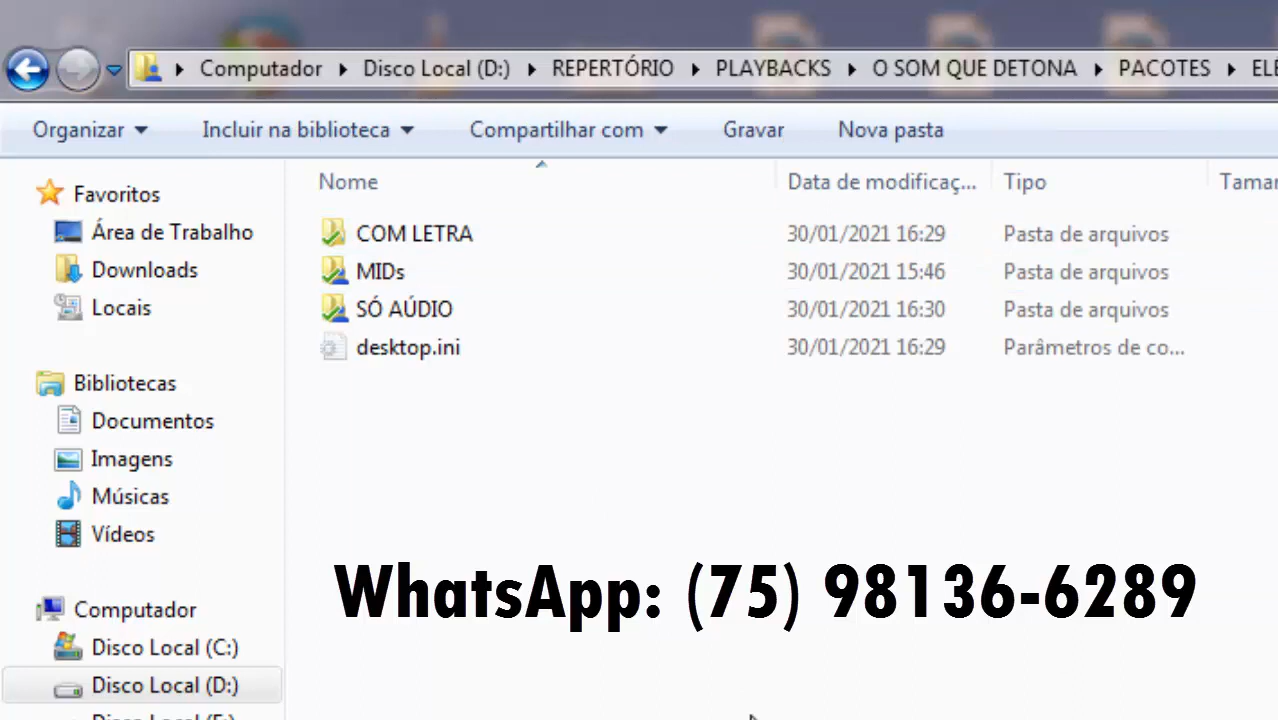 Computador Disco Local (D:) REPERTÓRIO PLAYBACKS O SOM QUE DETONA PACOTES ELE
Organizar Incluir na biblioteca Compartilhar com Gravar Nova pasta
Nome Data de modificaç... Tipo Taman
Favoritos
Área de Trabalho
Downloads
Locais
Bibliotecas
Documentos
Imagens
Músicas
Vídeos
Computador
Disco Local (C:)
Disco Local (D:)
COM LETRA 30/01/2021 16:29 Pasta de arquivos
MIDs 30/01/2021 15:46 Pasta de arquivos
SÓ AÚDIO 30/01/2021 16:30 Pasta de arquivos
desktop.ini 30/01/2021 16:29 Parâmetros de co...
WhatsApp: (75) 98136-6289